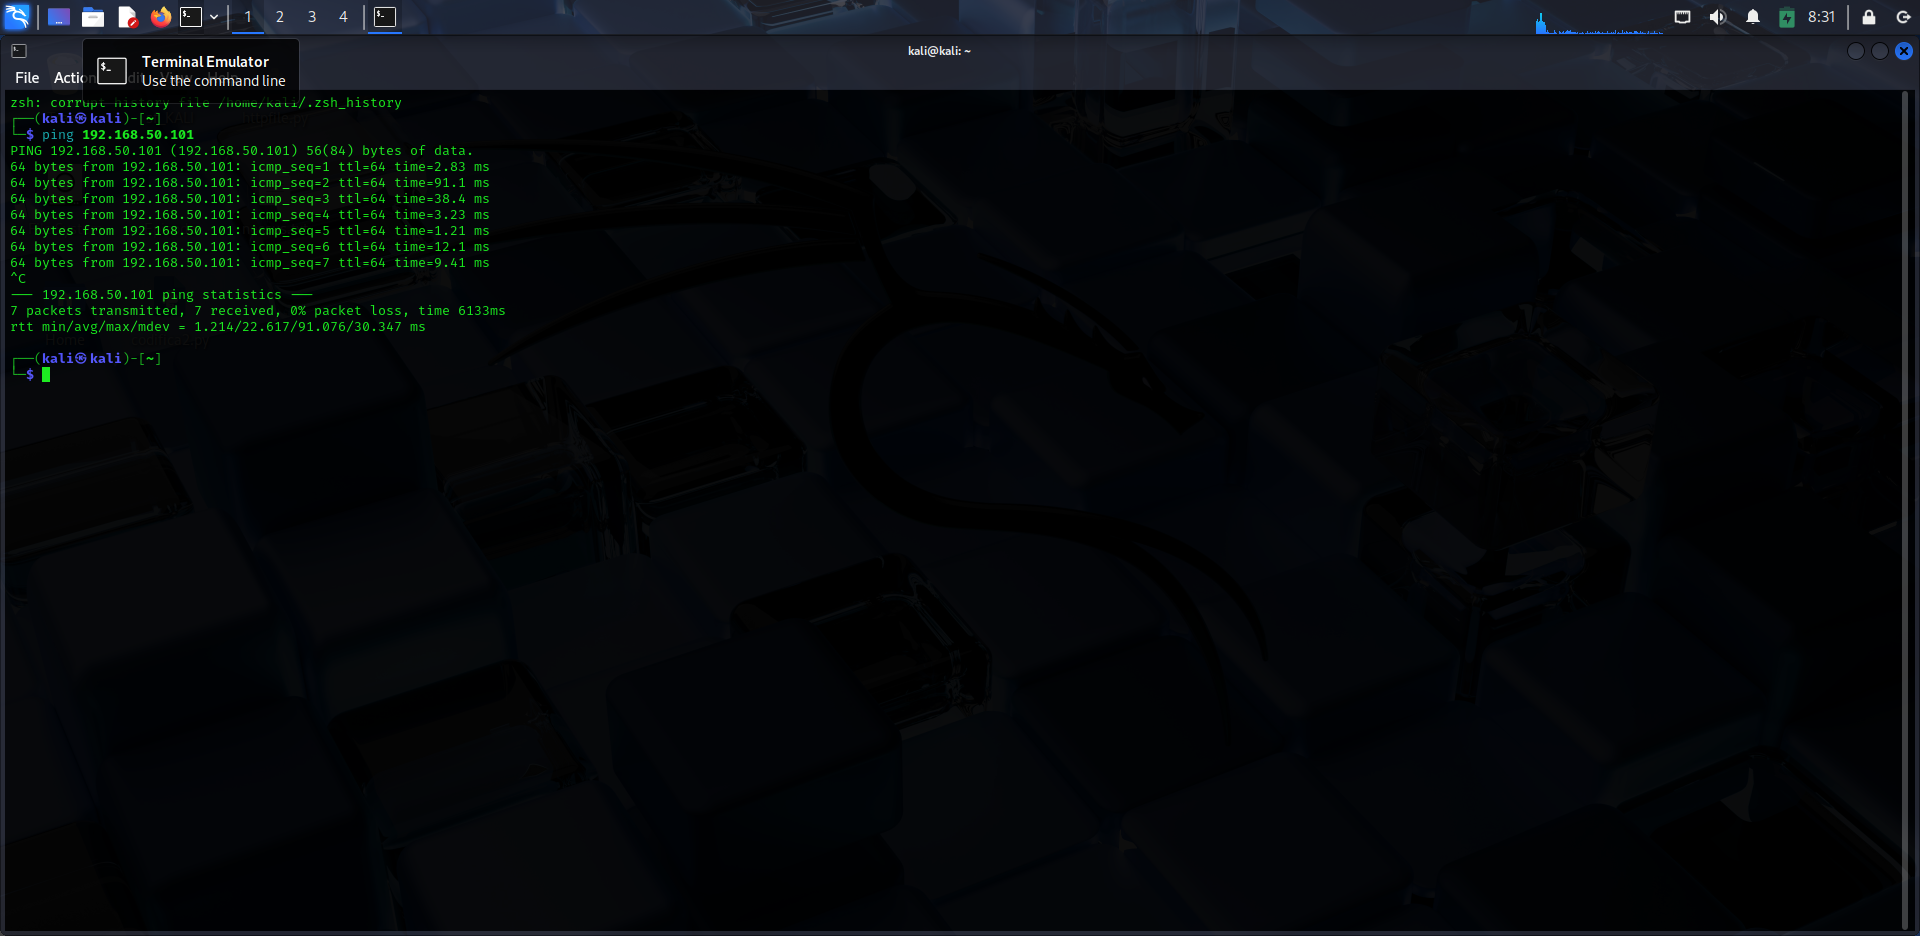 1 2 3 4 8:31
kali@kali: ~
Terminal Emulator
File Action Edit View Help
Use the command line
zsh: corrupt history file /home/kali/.zsh_history
┌──(kali㉿kali)-[~]
└─$ ping 192.168.50.101
PING 192.168.50.101 (192.168.50.101) 56(84) bytes of data.
64 bytes from 192.168.50.101: icmp_seq=1 ttl=64 time=2.83 ms
64 bytes from 192.168.50.101: icmp_seq=2 ttl=64 time=91.1 ms
64 bytes from 192.168.50.101: icmp_seq=3 ttl=64 time=38.4 ms
64 bytes from 192.168.50.101: icmp_seq=4 ttl=64 time=3.23 ms
64 bytes from 192.168.50.101: icmp_seq=5 ttl=64 time=1.21 ms
64 bytes from 192.168.50.101: icmp_seq=6 ttl=64 time=12.1 ms
64 bytes from 192.168.50.101: icmp_seq=7 ttl=64 time=9.41 ms
^C
--- 192.168.50.101 ping statistics ---
7 packets transmitted, 7 received, 0% packet loss, time 6133ms
rtt min/avg/max/mdev = 1.214/22.617/91.076/30.347 ms
Home
┌──(kali㉿kali)-[~]
└─$